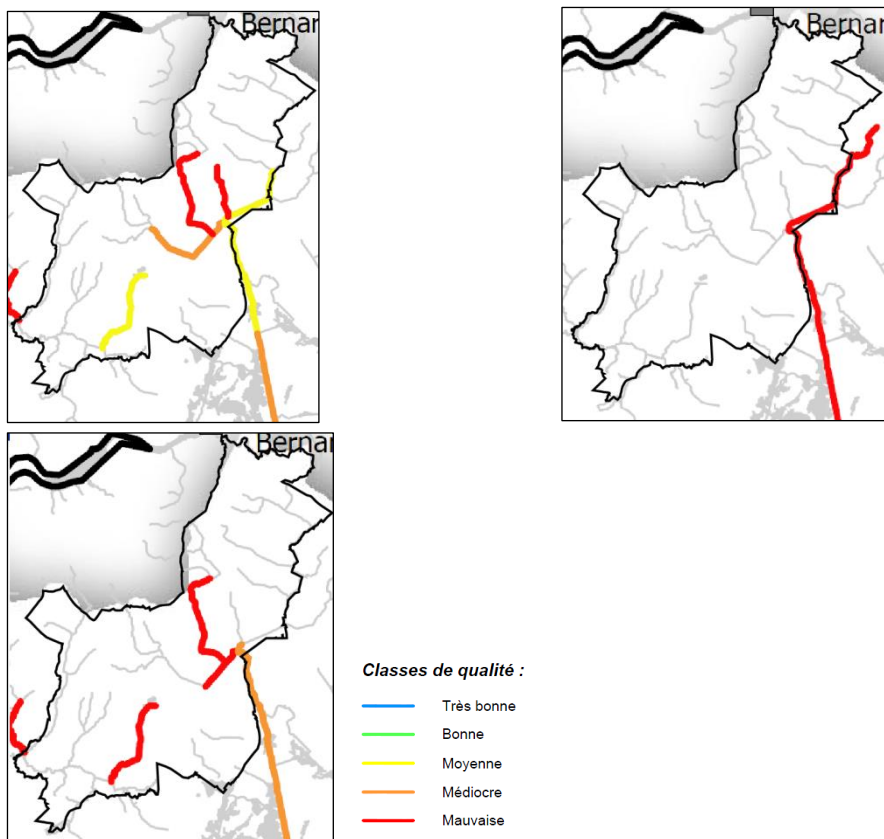 Bernar
Bernar
Bernar
Classes de qualité :
Très bonne
Bonne
Moyenne
Médiocre
Mauvaise